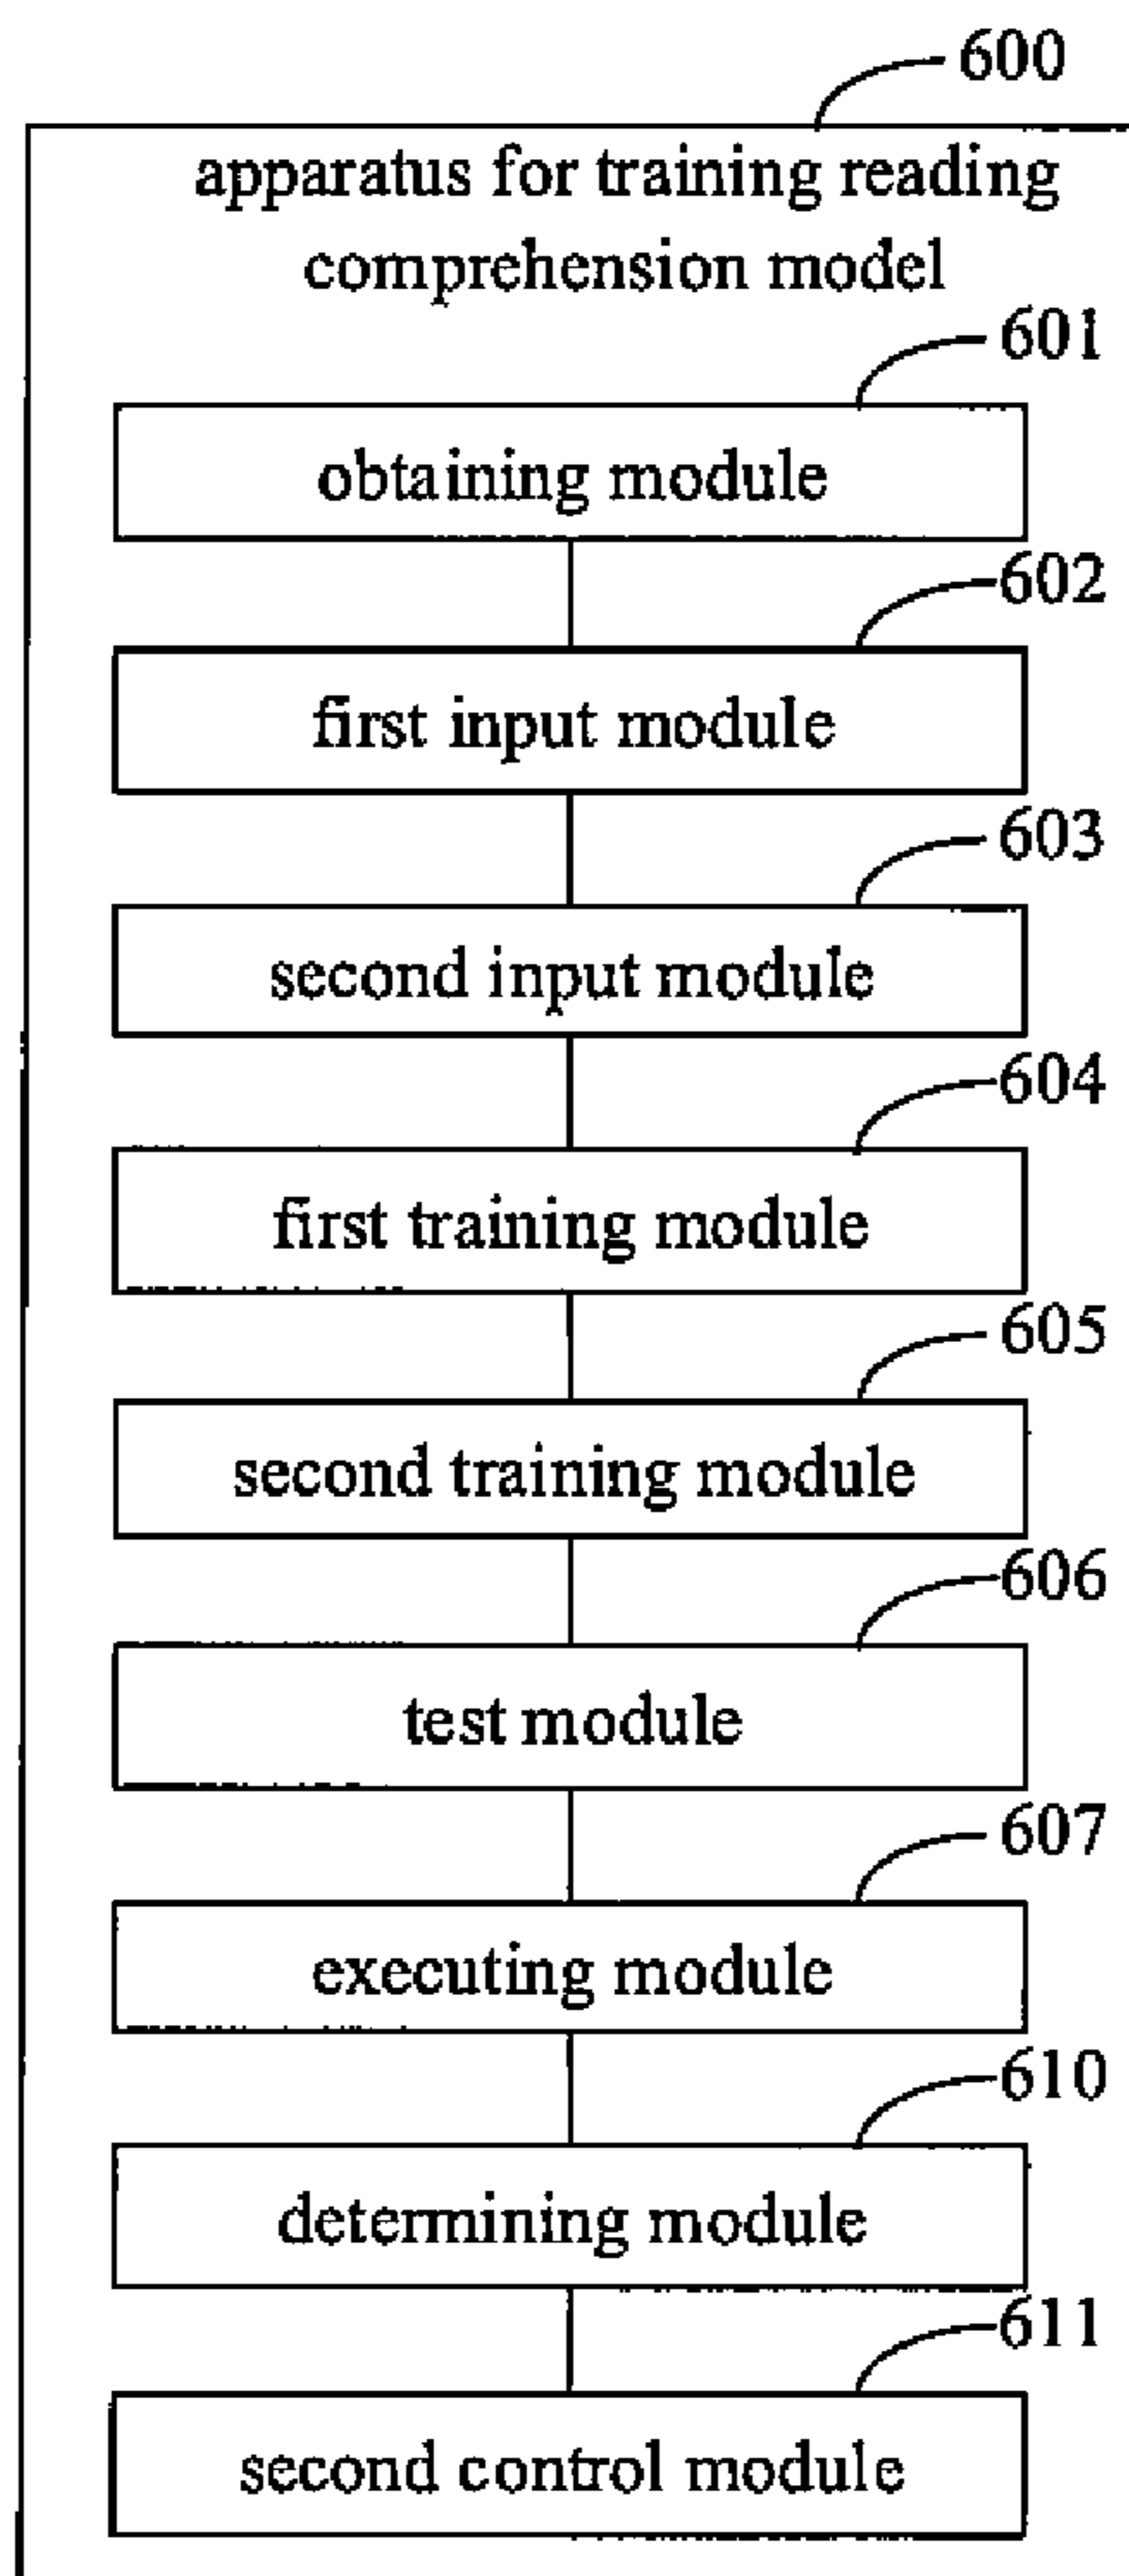 600
apparatus for training reading
comprehension model
601
obtaining module
602
first input module
603
second input module
604
first training module
605
second training module
606
test module
607
executing module
610
determining module
611
second control module